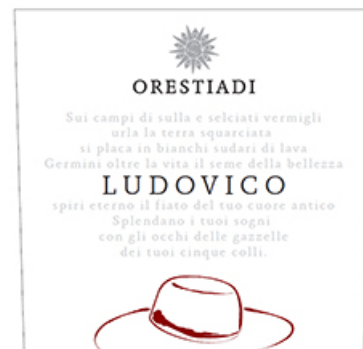 ORESTIADI
Sui campi di sulla e selciati vermigli
urla la terra squarciata
si placa in bianchi sudari di lava
Germini oltre la vita il seme della bellezza
LUDOVICO
spiri eterno il fiato del tuo cuore antico
Splendano i tuoi sogni
con gli occhi delle gazzelle
dei tuoi cinque colli.